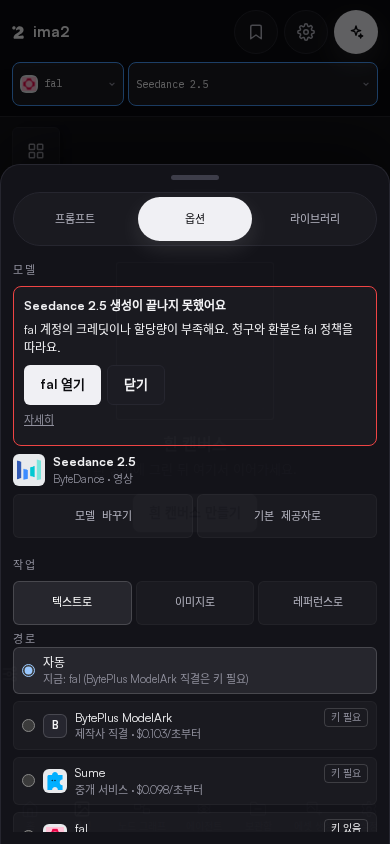 ima2
fal
Seedance 2.5
프롬프트
옵션
라이브러리
모델
Seedance 2.5 생성이 끝나지 못했어요
fal 계정의 크레딧이나 할당량이 부족해요. 청구와 환불은 fal 정책을
따라요.
fal 열기
닫기
자세히
Seedance 2.5
ByteDance · 영상
모델 바꾸기
기본 제공자로
작업
텍스트로
이미지로
레퍼런스로
경로
자동
지금: fal (BytePlus ModelArk 직결은 키 필요)
B
BytePlus ModelArk
키 필요
제작사 직결 · $0.103/초부터
Sume
키 필요
중개 서비스 · $0.098/초부터
fal
키 있음